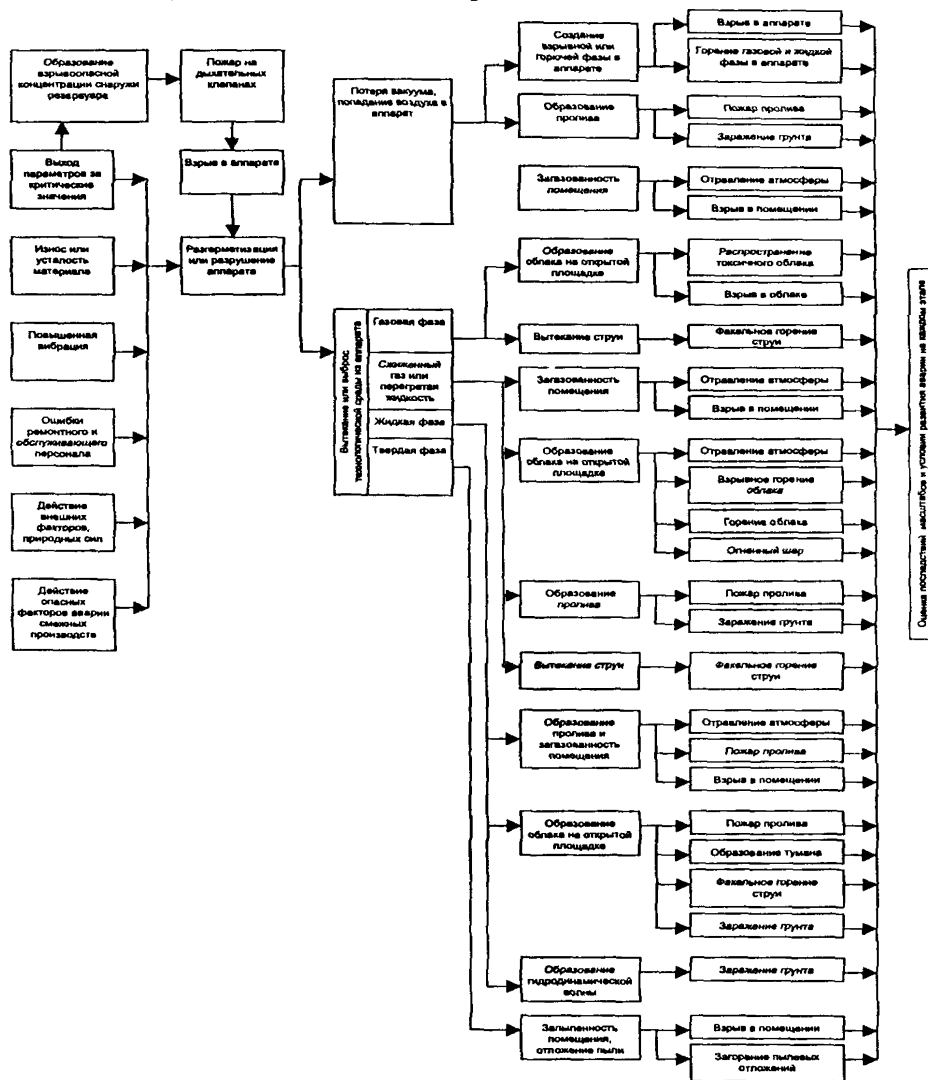 Образование
взрывоопасной
концентрации снаружи
резервуара
Пожар на
дыхательных
клапанах
Выход
параметров за
критические
значения
Взрыв в аппарате
Износ или
усталость
материала
Разгерметизация
или разрушение
аппарата
Повышенная
вибрация
Ошибки
ремонтного и
обслуживающего
персонала
Действие
внешних
факторов,
природных сил
Действие
опасных
факторов аварии
смежных
производств
Потеря вакуума,
попадание воздуха в
аппарат
Вытекание или выброс
технологической среды из аппарата
Газовая фаза
Сжиженный
газ или
перегретая
жидкость
Жидкая фаза
Твердая фаза
Создание
взрывной или
горючей фазы в
аппарате
Взрыв в аппарате
Горение газовой и жидкой
фазы в аппарате
Образование
пролива
Пожар пролива
Заражение грунта
Загазованность
помещения
Отравление атмосферы
Взрыв в помещении
Образование
облака на открытой
площадке
Распространение
токсичного облака
Взрыв в облаке
Вытекание струи
Факельное горение
струи
Загазованность
помещения
Отравление атмосферы
Взрыв в помещении
Образование
облака на открытой
площадке
Отравление атмосферы
Взрывное горение
облака
Горение облака
Огненный шар
Образование
пролива
Пожар пролива
Заражение грунта
Вытекание струи
Факельное горение
струи
Образование
пролива и
загазованность
помещения
Отравление атмосферы
Пожар пролива
Взрыв в помещении
Образование
облака на открытой
площадке
Пожар пролива
Образование тумана
Факельное горение
струи
Заражение грунта
Образование
гидродинамической
волны
Заражение грунта
Запыленность
помещения,
отложение пыли
Взрыв в помещении
Загорание пылевых
отложений
Оценка последствий масштабов и условий развития аварии на каждом этапе